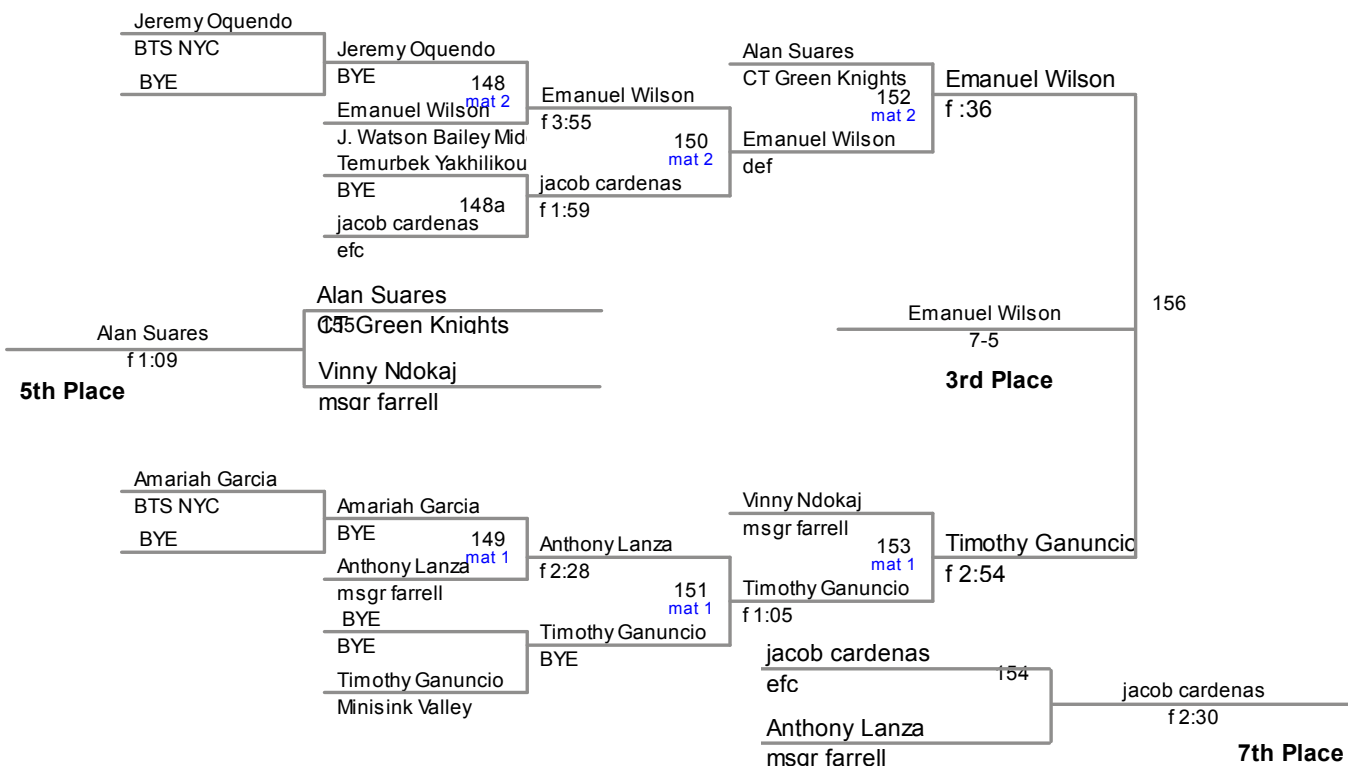 Jeremy Oquendo
BTS NYC
BYE
Jeremy Oquendo
BYE
148
mat 2
Emanuel Wilson
J. Watson Bailey Mid
Temurbek Yakhilikou
BYE
148a
jacob cardenas
efc
Emanuel Wilson
f 3:55
150
mat 2
jacob cardenas
f 1:59
Alan Suares
CT Green Knights
152
mat 2
Emanuel Wilson
def
Emanuel Wilson
f :36
Alan Suares
CT Green Knights
155
Vinny Ndokaj
msgr farrell
Alan Suares
f 1:09
5th Place
156
Emanuel Wilson
7-5
3rd Place
Amariah Garcia
BTS NYC
BYE
Amariah Garcia
BYE
149
mat 1
Anthony Lanza
msgr farrell
BYE
BYE
Timothy Ganuncio
Minisink Valley
Anthony Lanza
f 2:28
151
mat 1
Timothy Ganuncio
BYE
Vinny Ndokaj
msgr farrell
153
mat 1
Timothy Ganuncio
f 1:05
Timothy Ganuncio
f 2:54
jacob cardenas
efc
154
Anthony Lanza
msgr farrell
jacob cardenas
f 2:30
7th Place